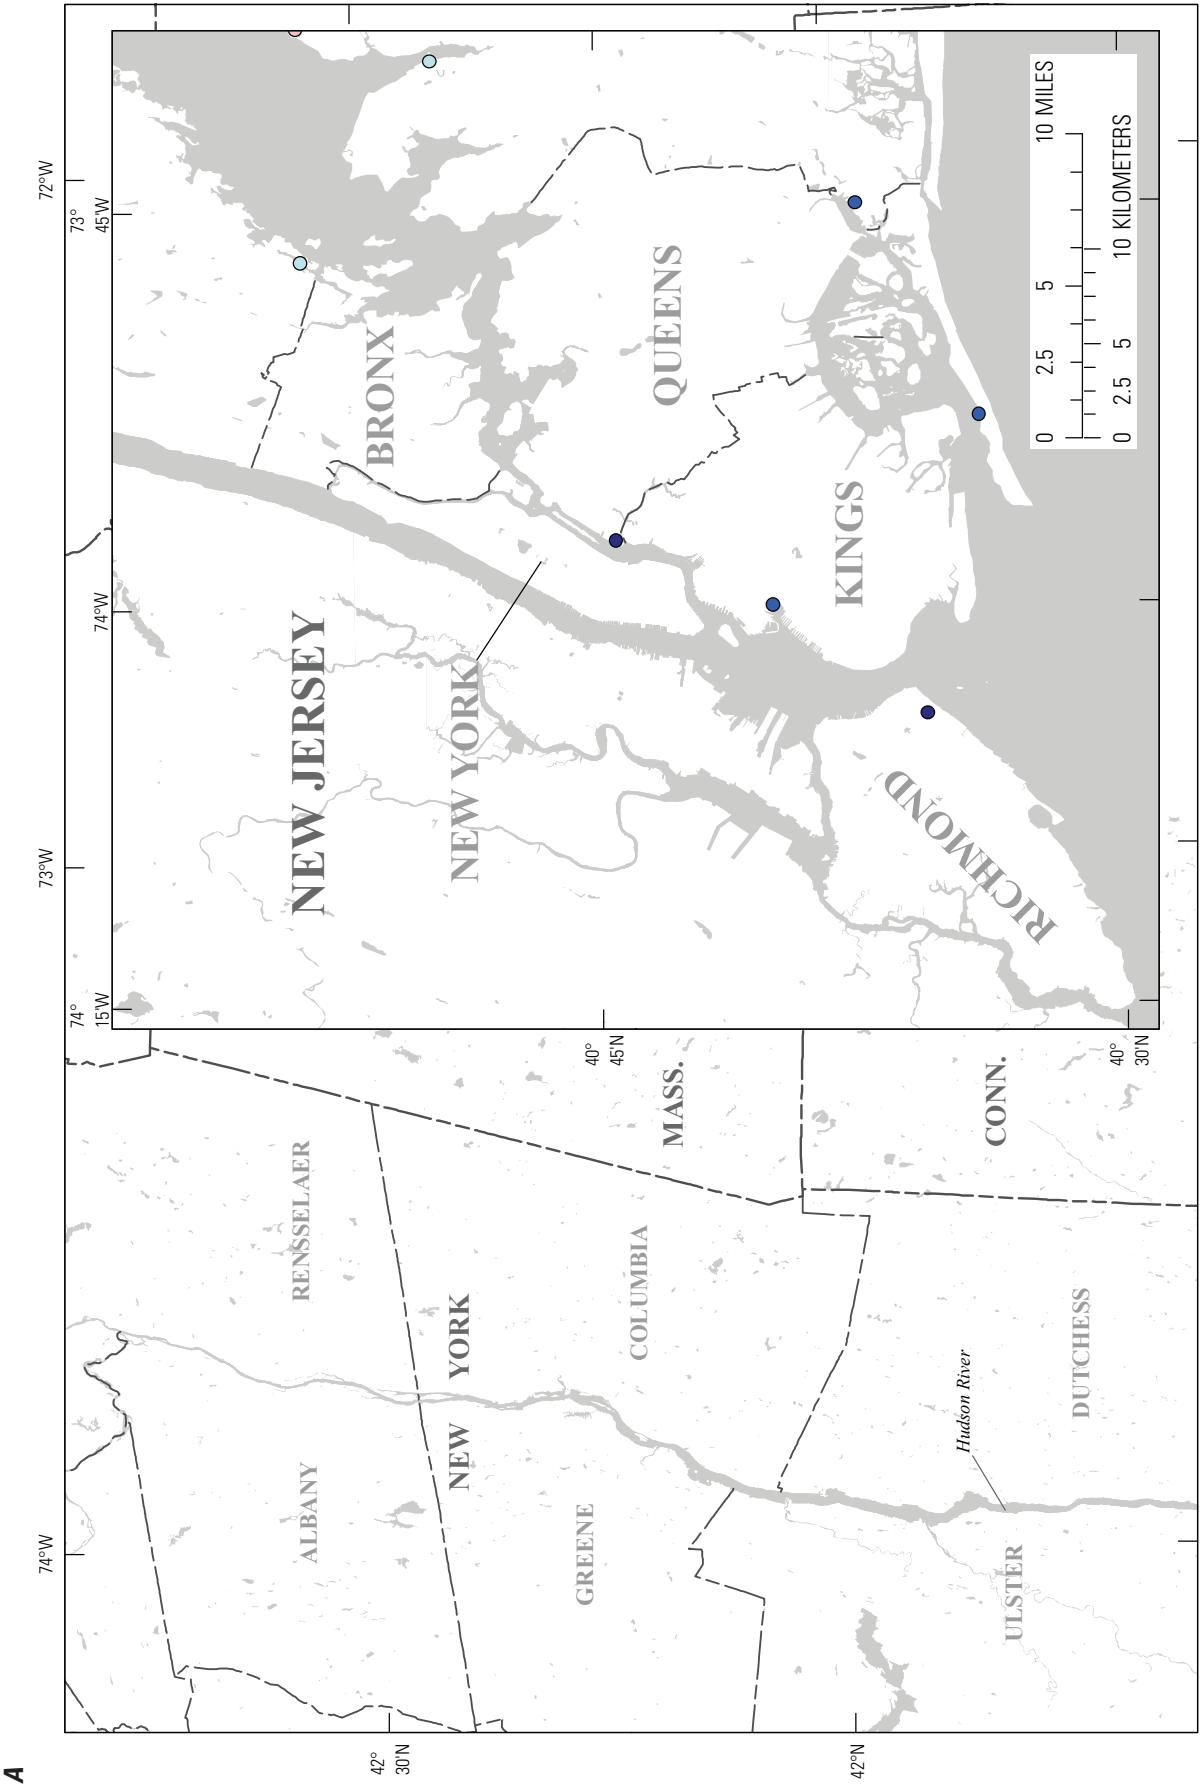 A
74°W
73°W
72°W
42°
30'N
42°N
ALBANY
RENSSELAER
NEW YORK
GREENE
COLUMBIA
MASS.
ULSTER
Hudson River
DUTCHESS
CONN.
74°
15'W
74°W
73°
45'W
40°
45'N
40°
30'N
NEW JERSEY
NEW YORK
BRONX
QUEENS
KINGS
RICHMOND
0 2.5 5 10 MILES
0 2.5 5 10 KILOMETERS